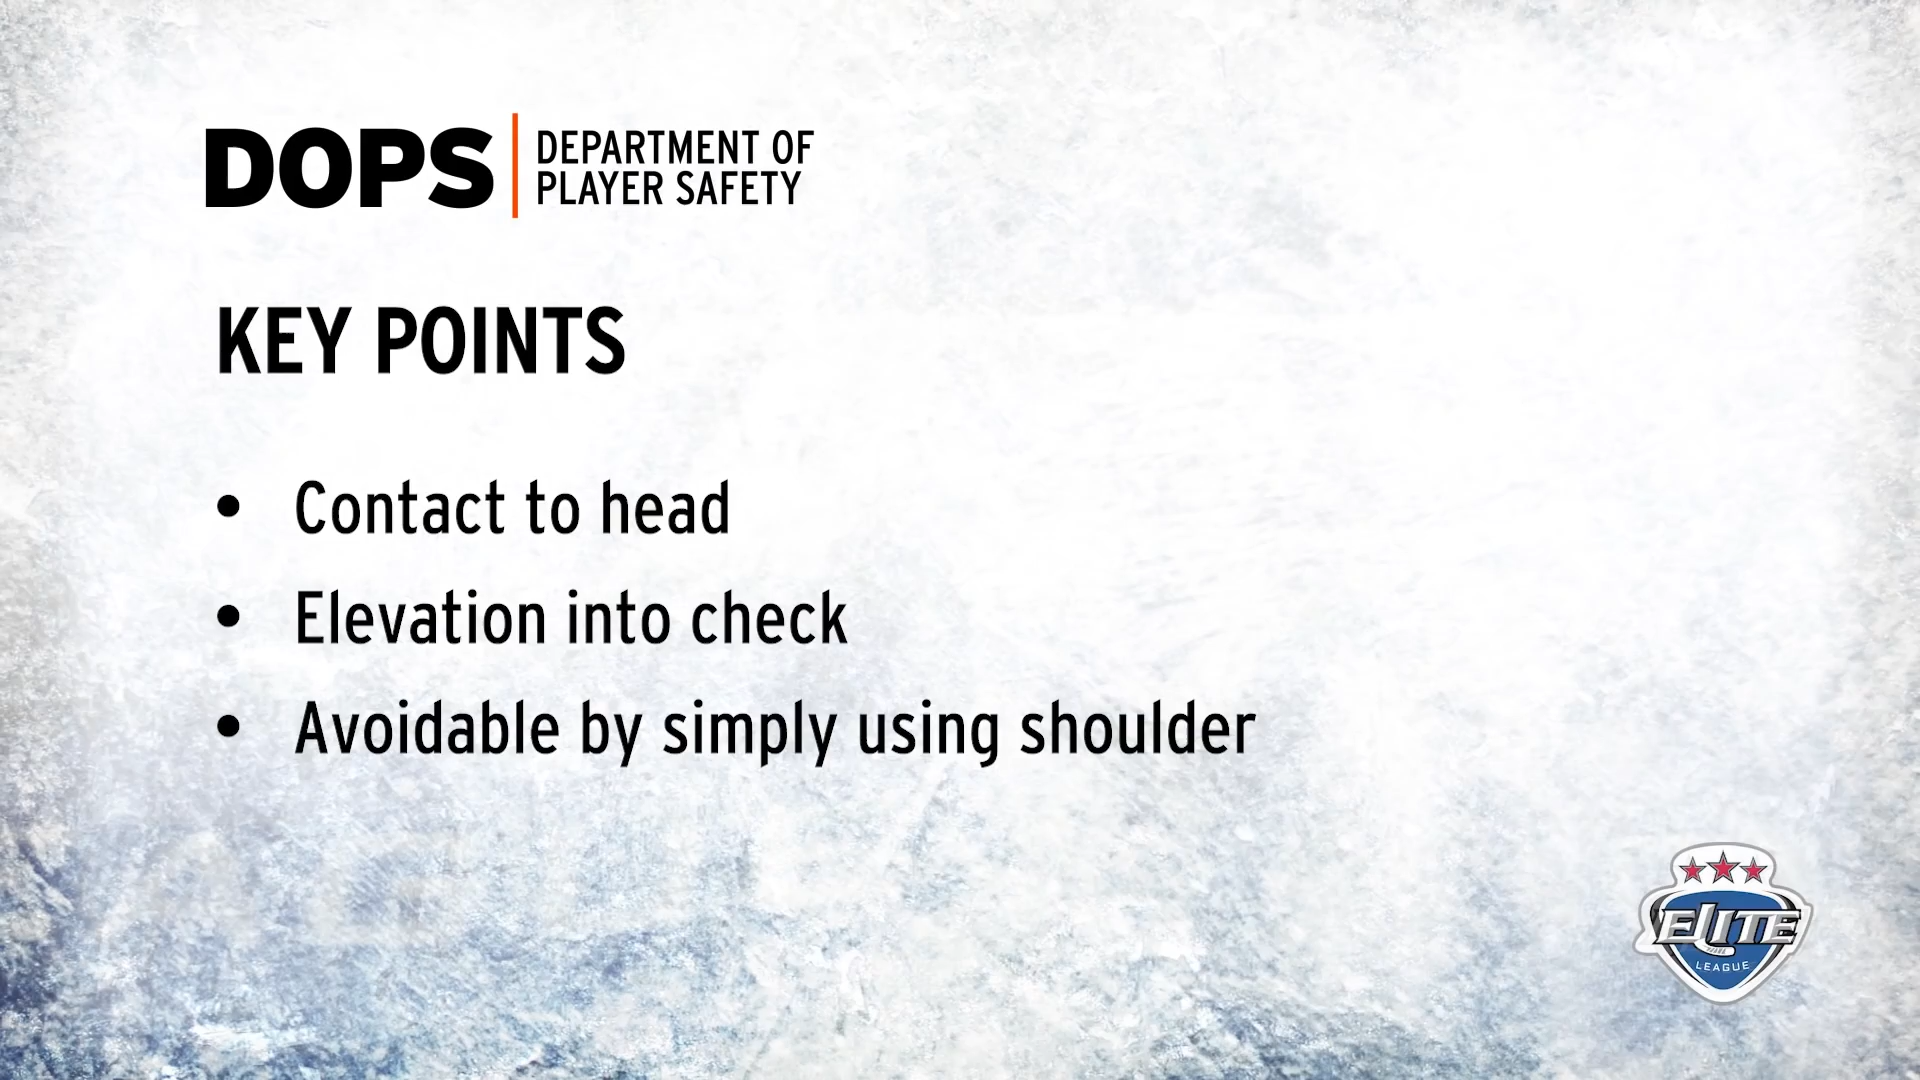 DOPS
DEPARTMENT OF
PLAYER SAFETY
KEY POINTS
• Contact to head
• Elevation into check
• Avoidable by simply using shoulder
ELITE
LEAGUE